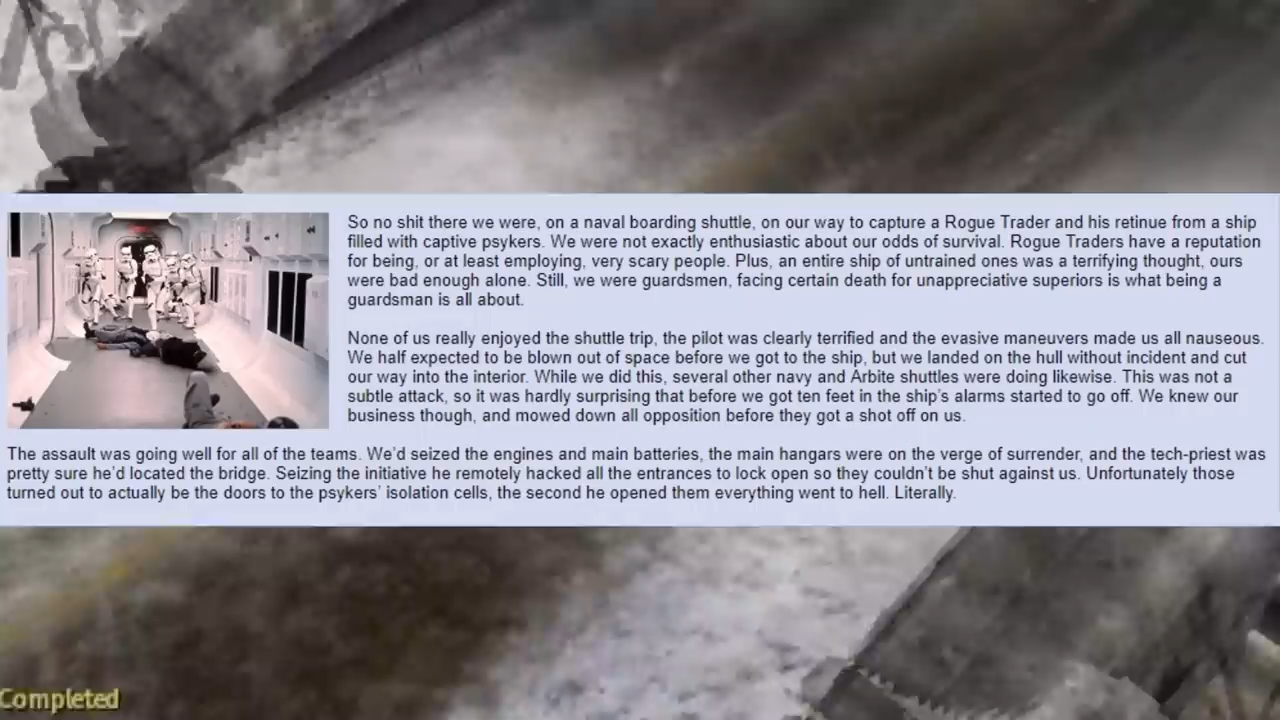 So no shit there we were, on a naval boarding shuttle, on our way to capture a Rogue Trader and his retinue from a ship
filled with captive psykers. We were not exactly enthusiastic about our odds of survival. Rogue Traders have a reputation
for being, or at least employing, very scary people. Plus, an entire ship of untrained ones was a terrifying thought, ours
were bad enough alone. Still, we were guardsmen, facing certain death for unappreciative superiors is what being a
guardsman is all about.
None of us really enjoyed the shuttle trip, the pilot was clearly terrified and the evasive maneuvers made us all nauseous.
We half expected to be blown out of space before we got to the ship, but we landed on the hull without incident and cut
our way into the interior. While we did this, several other navy and Arbite shuttles were doing likewise. This was not a
subtle attack, so it was hardly surprising that before we got ten feet in the ship's alarms started to go off. We knew our
business though, and mowed down all opposition before they got a shot off on us.
The assault was going well for all of the teams. We'd seized the engines and main batteries, the main hangars were on the verge of surrender, and the tech-priest was
pretty sure he'd located the bridge. Seizing the initiative he remotely hacked all the entrances to lock open so they couldn't be shut against us. Unfortunately those
turned out to actually be the doors to the psykers' isolation cells, the second he opened them everything went to hell. Literally.
Completed